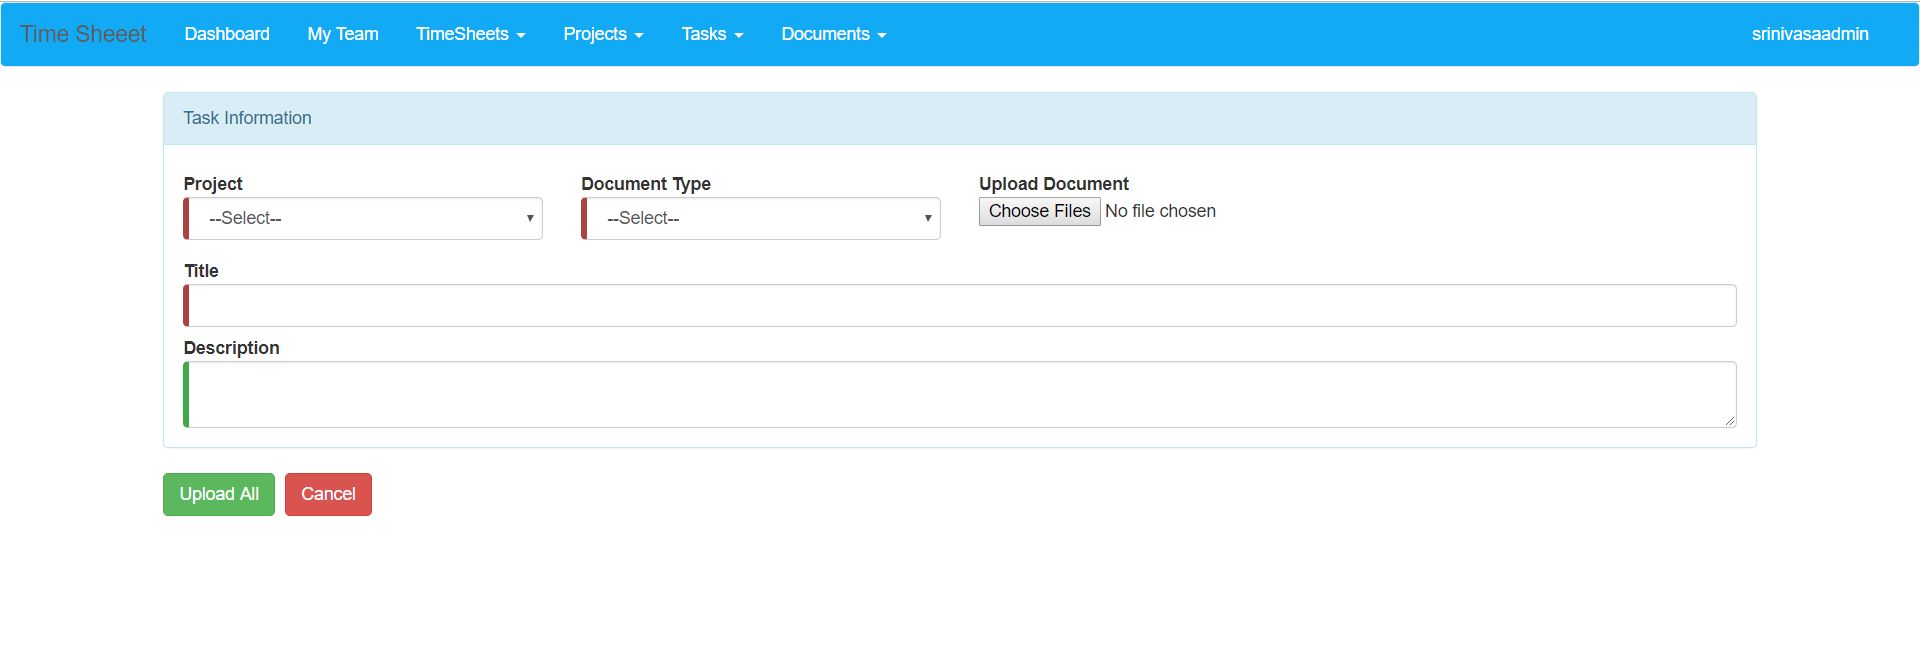 Time Sheeet Dashboard My Team TimeSheets Projects Tasks Documents srinivasaadmin
Task Information
Project Document Type Upload Document
--Select-- --Select-- Choose Files No file chosen
Title
Description
Upload All Cancel